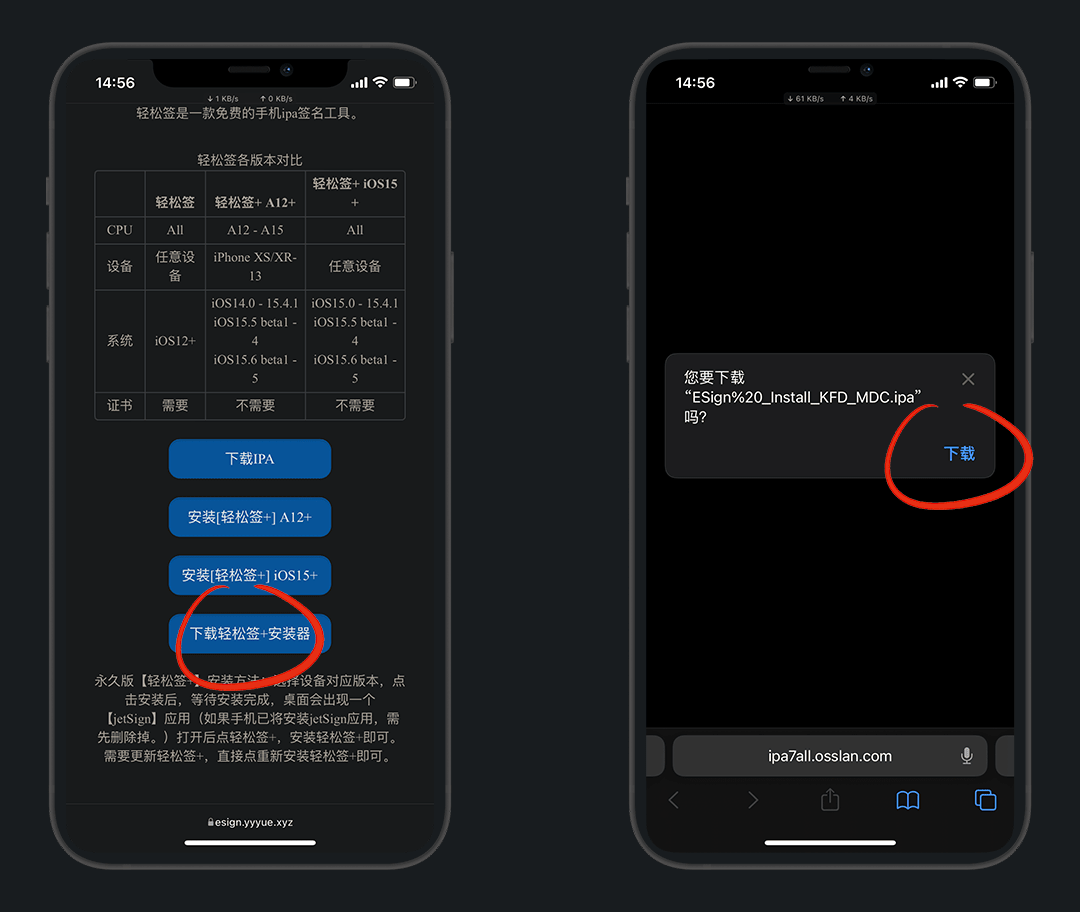 14:56
↓ 1 KB/s ↑ 0 KB/s
轻松签是一款免费的手机ipa签名工具。
轻松签各版本对比
轻松签 轻松签+ A12+ 轻松签+ iOS15+
CPU All A12 - A15 All
设备 任意设备 iPhone XS/XR-13 任意设备
系统 iOS12+ iOS14.0 - 15.4.1 iOS15.5 beta1 - 4 iOS15.6 beta1 - 5 iOS15.0 - 15.4.1 iOS15.5 beta1 - 4 iOS15.6 beta1 - 5
证书 需要 不需要 不需要
下载IPA
安装[轻松签+] A12+
安装[轻松签+] iOS15+
下载轻松签+安装器
永久版【轻松签+】安装方法：选择设备对应版本，点
击安装后，等待安装完成，桌面会出现一个
【jetSign】应用（如果手机已将安装jetSign应用，需
先删除掉。）打开后点轻松签+，安装轻松签+即可。
需要更新轻松签+，直接点重新安装轻松签+即可。
esign.yyyue.xyz
14:56
↓ 61 KB/s ↑ 4 KB/s
您要下载
“ESign%20_Install_KFD_MDC.ipa”
吗?
下载
ipa7all.osslan.com